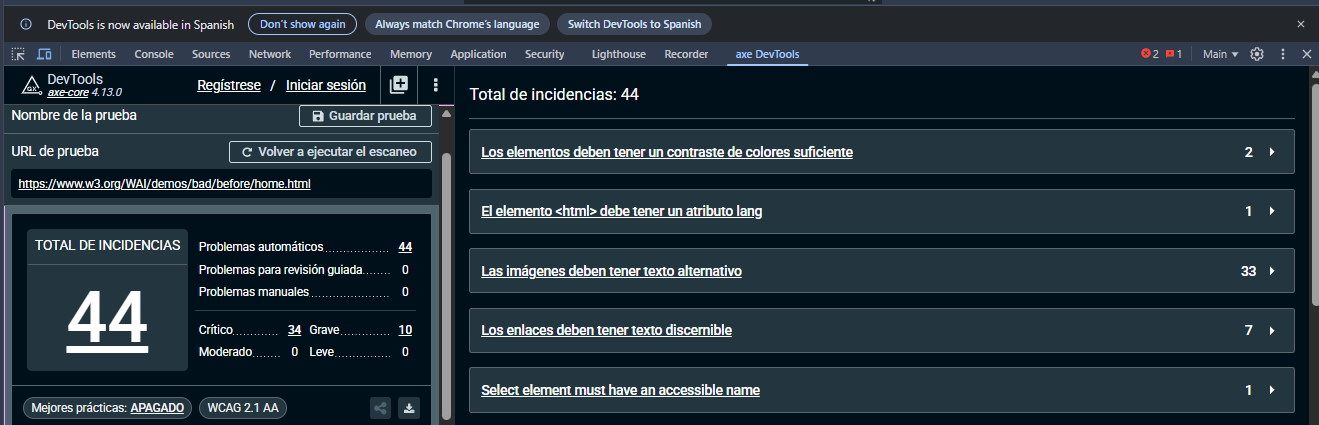 DevTools is now available in Spanish
Don't show again
Always match Chrome's language
Switch DevTools to Spanish
Elements Console Sources Network Performance Memory Application Security Lighthouse Recorder axe DevTools 2 1 Main
DevTools
axe-core 4.13.0
Regístrese / Iniciar sesión
Nombre de la prueba
Guardar prueba
URL de prueba
Volver a ejecutar el escaneo
https://www.w3.org/WAI/demos/bad/before/home.html
TOTAL DE INCIDENCIAS
44
Problemas automáticos 44
Problemas para revisión guiada 0
Problemas manuales 0
Crítico 34 Grave 10
Moderado 0 Leve 0
Mejores prácticas: APAGADO
WCAG 2.1 AA
Total de incidencias: 44
Los elementos deben tener un contraste de colores suficiente 2
El elemento <html> debe tener un atributo lang 1
Las imágenes deben tener texto alternativo 33
Los enlaces deben tener texto discernible 7
Select element must have an accessible name 1